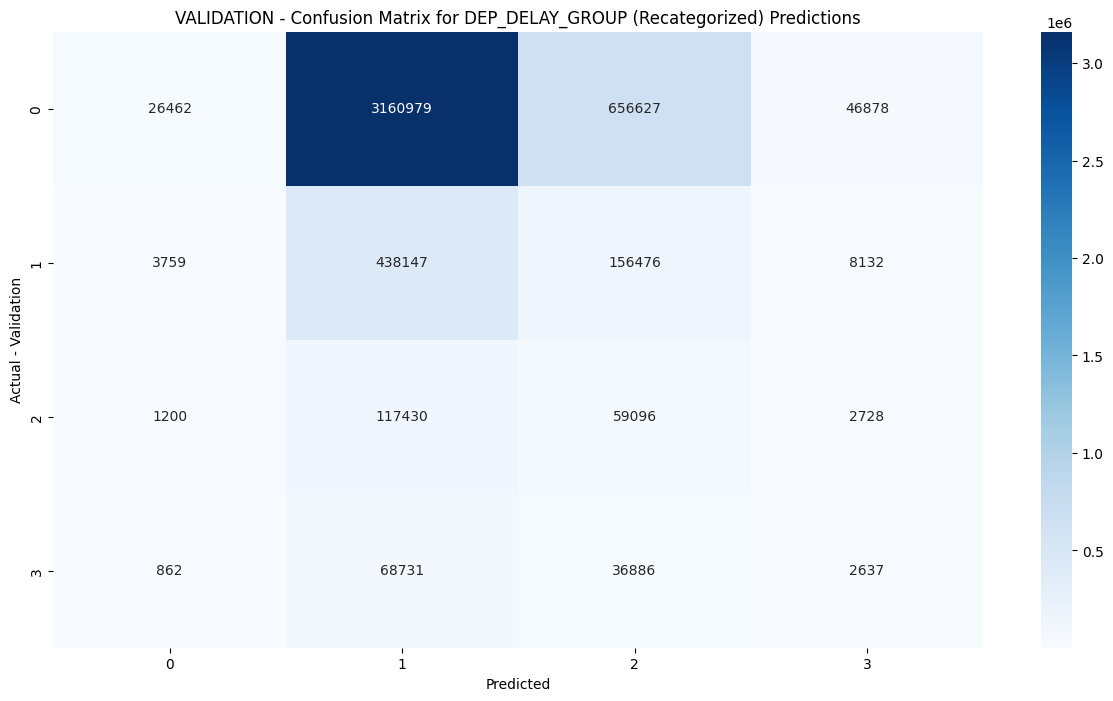 VALIDATION - Confusion Matrix for DEP_DELAY_GROUP (Recategorized) Predictions
1e6
0 26462 3160979 656627 46878
1 3759 438147 156476 8132
2 1200 117430 59096 2728
3 862 68731 36886 2637
0 1 2 3
Predicted
Actual - Validation
3.0
2.5
2.0
1.5
1.0
0.5